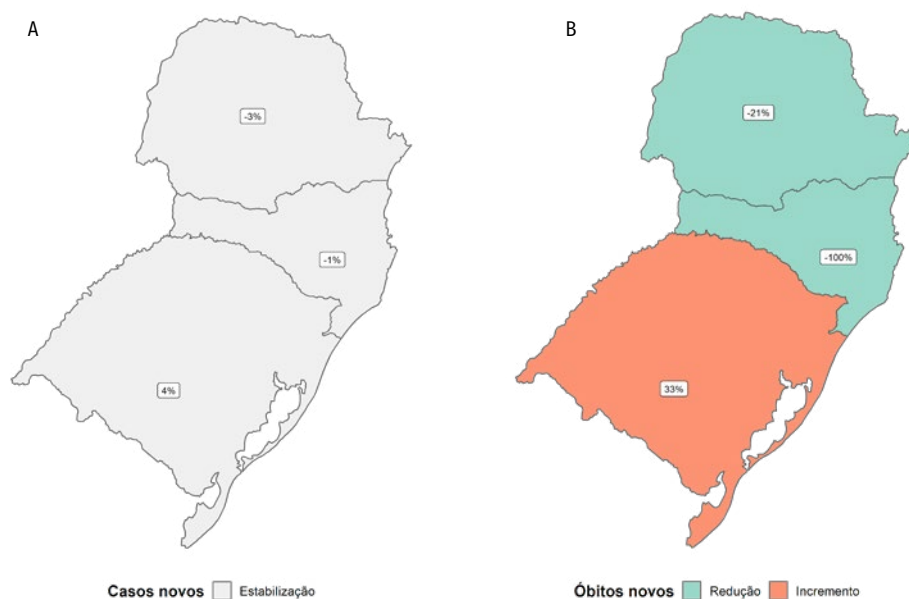 A
B
-3%
-1%
4%
-21%
-100%
33%
Casos novos Estabilização
Óbitos novos Redução Incremento